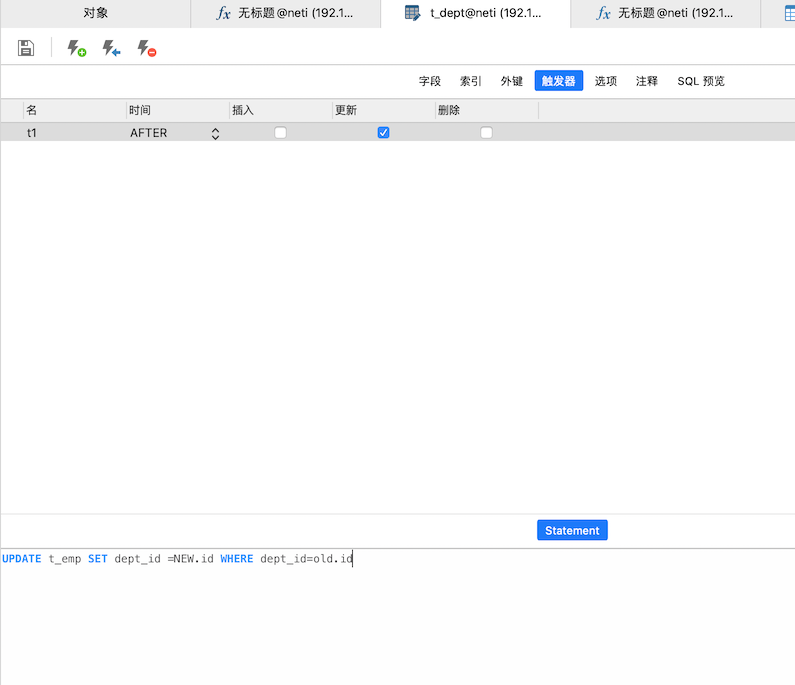 对象 fx 无标题 @neti (192.1... t_dept@neti (192.1... fx 无标题 @neti (192.1...
字段 索引 外键 触发器 选项 注释 SQL 预览
名 时间 插入 更新 删除
t1 AFTER
Statement
UPDATE t_emp SET dept_id =NEW.id WHERE dept_id=old.id